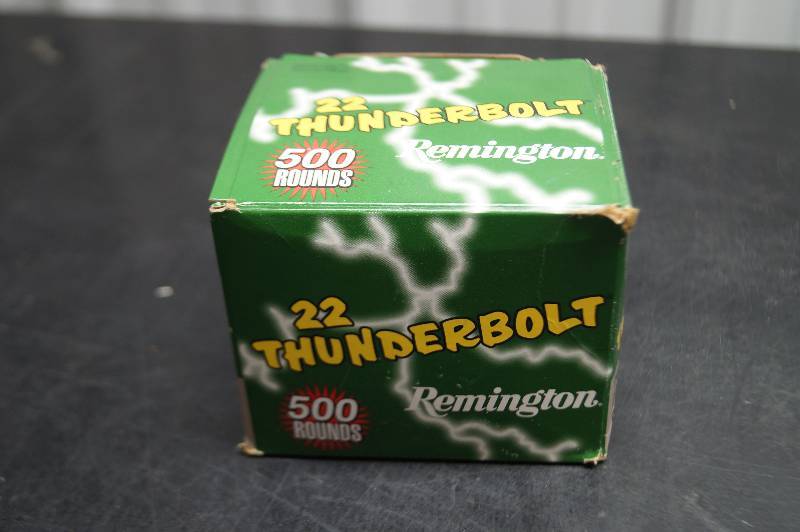 22
THUNDERBOLT
500
ROUNDS
Remington.
22
THUNDERBOLT
500
ROUNDS
Remington.